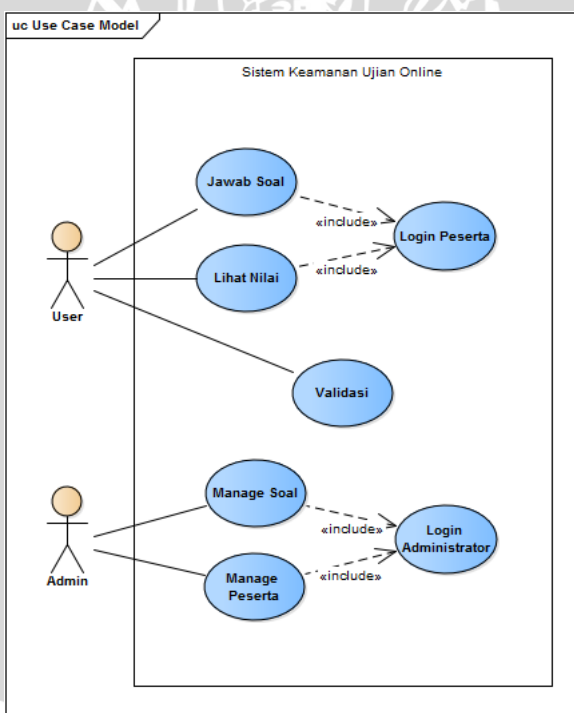 uc Use Case Model
Sistem Keamanan Ujian Online
Jawab Soal
«include»
Login Peserta
Lihat Nilai
«include»
User
Validasi
Manage Soal
«include»
Login
Administrator
Manage
Peserta
«include»
Admin